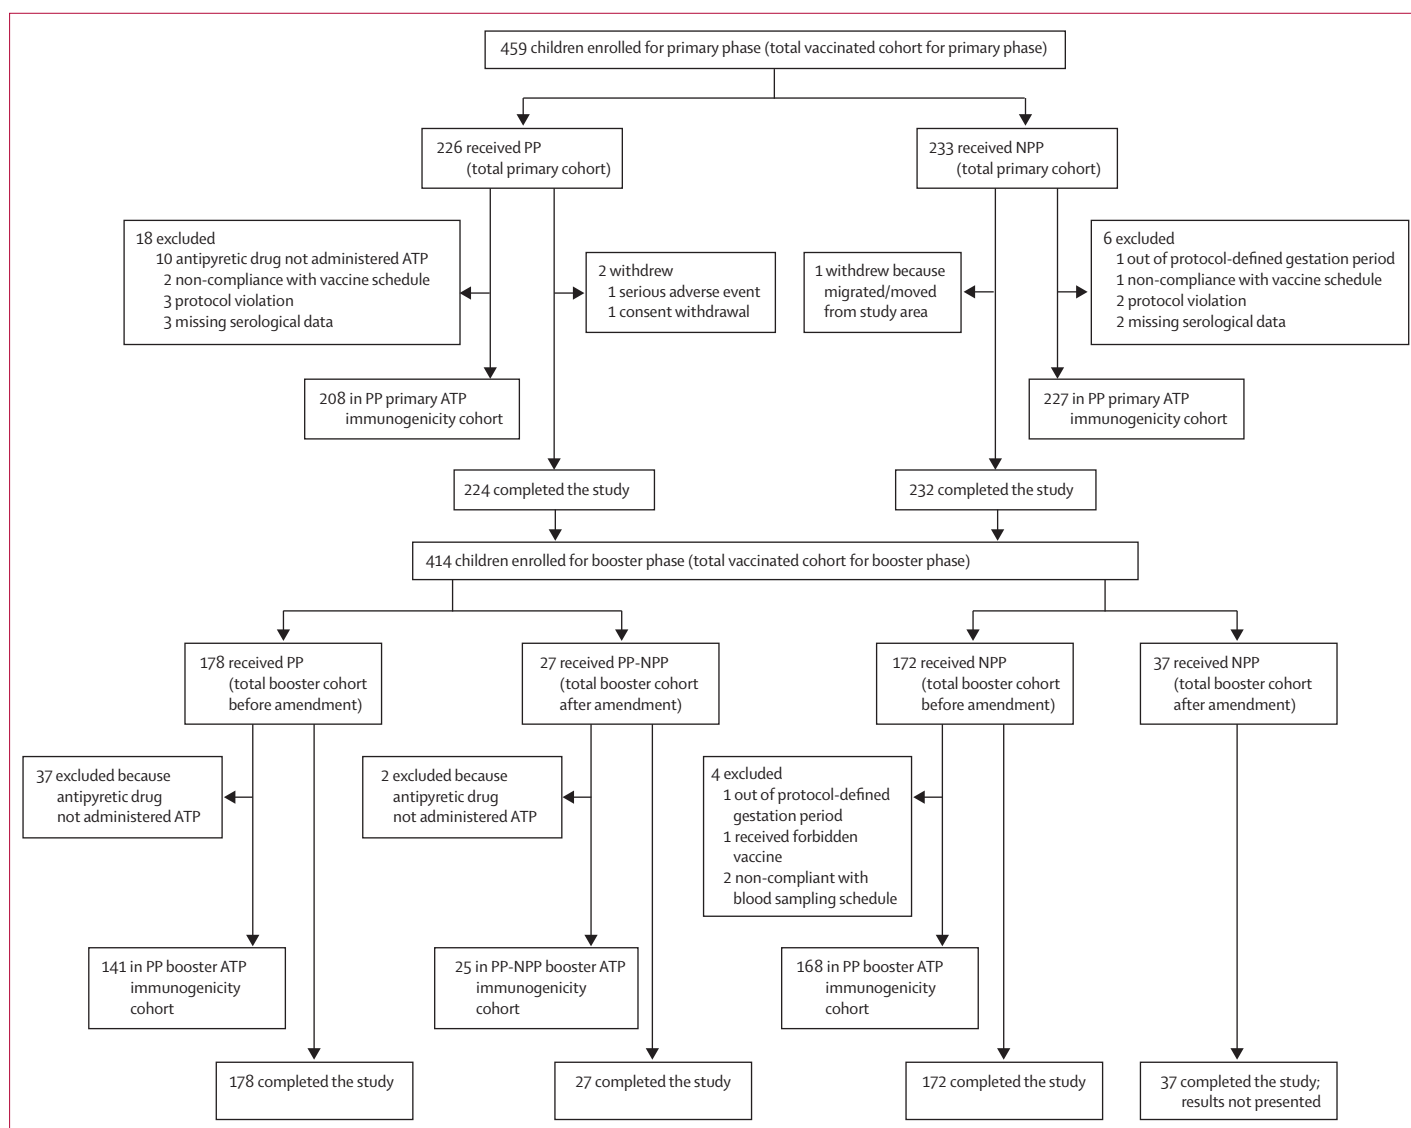 459 children enrolled for primary phase (total vaccinated cohort for primary phase)
226 received PP
(total primary cohort)
233 received NPP
(total primary cohort)
18 excluded
10 antipyretic drug not administered ATP
2 non-compliance with vaccine schedule
3 protocol violation
3 missing serological data
2 withdrew
1 serious adverse event
1 consent withdrawal
1 withdrew because
migrated/moved
from study area
6 excluded
1 out of protocol-defined gestation period
1 non-compliance with vaccine schedule
2 protocol violation
2 missing serological data
208 in PP primary ATP
immunogenicity cohort
227 in PP primary ATP
immunogenicity cohort
224 completed the study
232 completed the study
414 children enrolled for booster phase (total vaccinated cohort for booster phase)
178 received PP
(total booster cohort
before amendment)
27 received PP-NPP
(total booster cohort
after amendment)
172 received NPP
(total booster cohort
before amendment)
37 received NPP
(total booster cohort
after amendment)
37 excluded because
antipyretic drug
not administered ATP
2 excluded because
antipyretic drug
not administered ATP
4 excluded
1 out of protocol-defined
gestation period
1 received forbidden
vaccine
2 non-compliant with
blood sampling schedule
141 in PP booster ATP
immunogenicity
cohort
25 in PP-NPP booster ATP
immunogenicity
cohort
168 in PP booster ATP
immunogenicity
cohort
178 completed the study
27 completed the study
172 completed the study
37 completed the study;
results not presented